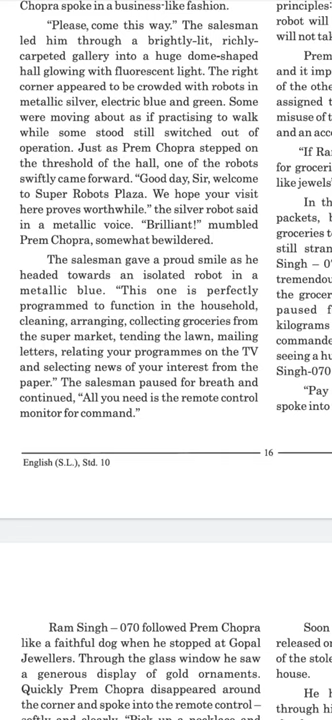 Chopra spoke in a business-like fashion.
“Please, come this way.” The salesman
led him through a brightly-lit, richly-
carpeted gallery into a huge dome-shaped
hall glowing with fluorescent light. The right
corner appeared to be crowded with robots in
metallic silver, electric blue and green. Some
were moving about as if practising to walk
while some stood still switched out of
operation. Just as Prem Chopra stepped on
the threshold of the hall, one of the robots
swiftly came forward. “Good day, Sir, welcome
to Super Robots Plaza. We hope your visit
here proves worthwhile.” the silver robot said
in a metallic voice. “Brilliant!” mumbled
Prem Chopra, somewhat bewildered.
The salesman gave a proud smile as he
headed towards an isolated robot in a
metallic blue. “This one is perfectly
programmed to function in the household,
cleaning, arranging, collecting groceries from
the super market, tending the lawn, mailing
letters, relating your programmes on the TV
and selecting news of your interest from the
paper.” The salesman paused for breath and
continued, “All you need is the remote control
monitor for command.”
principles:
robot will
will not tak
Prem
and it imp
of the othe
assigned t
misuse of t
and an acc
“If Ra
for groceri
like jewels’
In th
packets, b
groceries t
still stran
Singh – 0
tremendou
the grocer
paused f
kilograms
commande
seeing a hu
Singh-070
“Pay
spoke into
16
English (S.L.), Std. 10
Ram Singh – 070 followed Prem Chopra
like a faithful dog when he stopped at Gopal
Jewellers. Through the glass window he saw
a generous display of gold ornaments.
Quickly Prem Chopra disappeared around
the corner and spoke into the remote control –
softly and clearly, “Pick up a necklace and
Soon
released or
of the stole
house.
He h
through hi